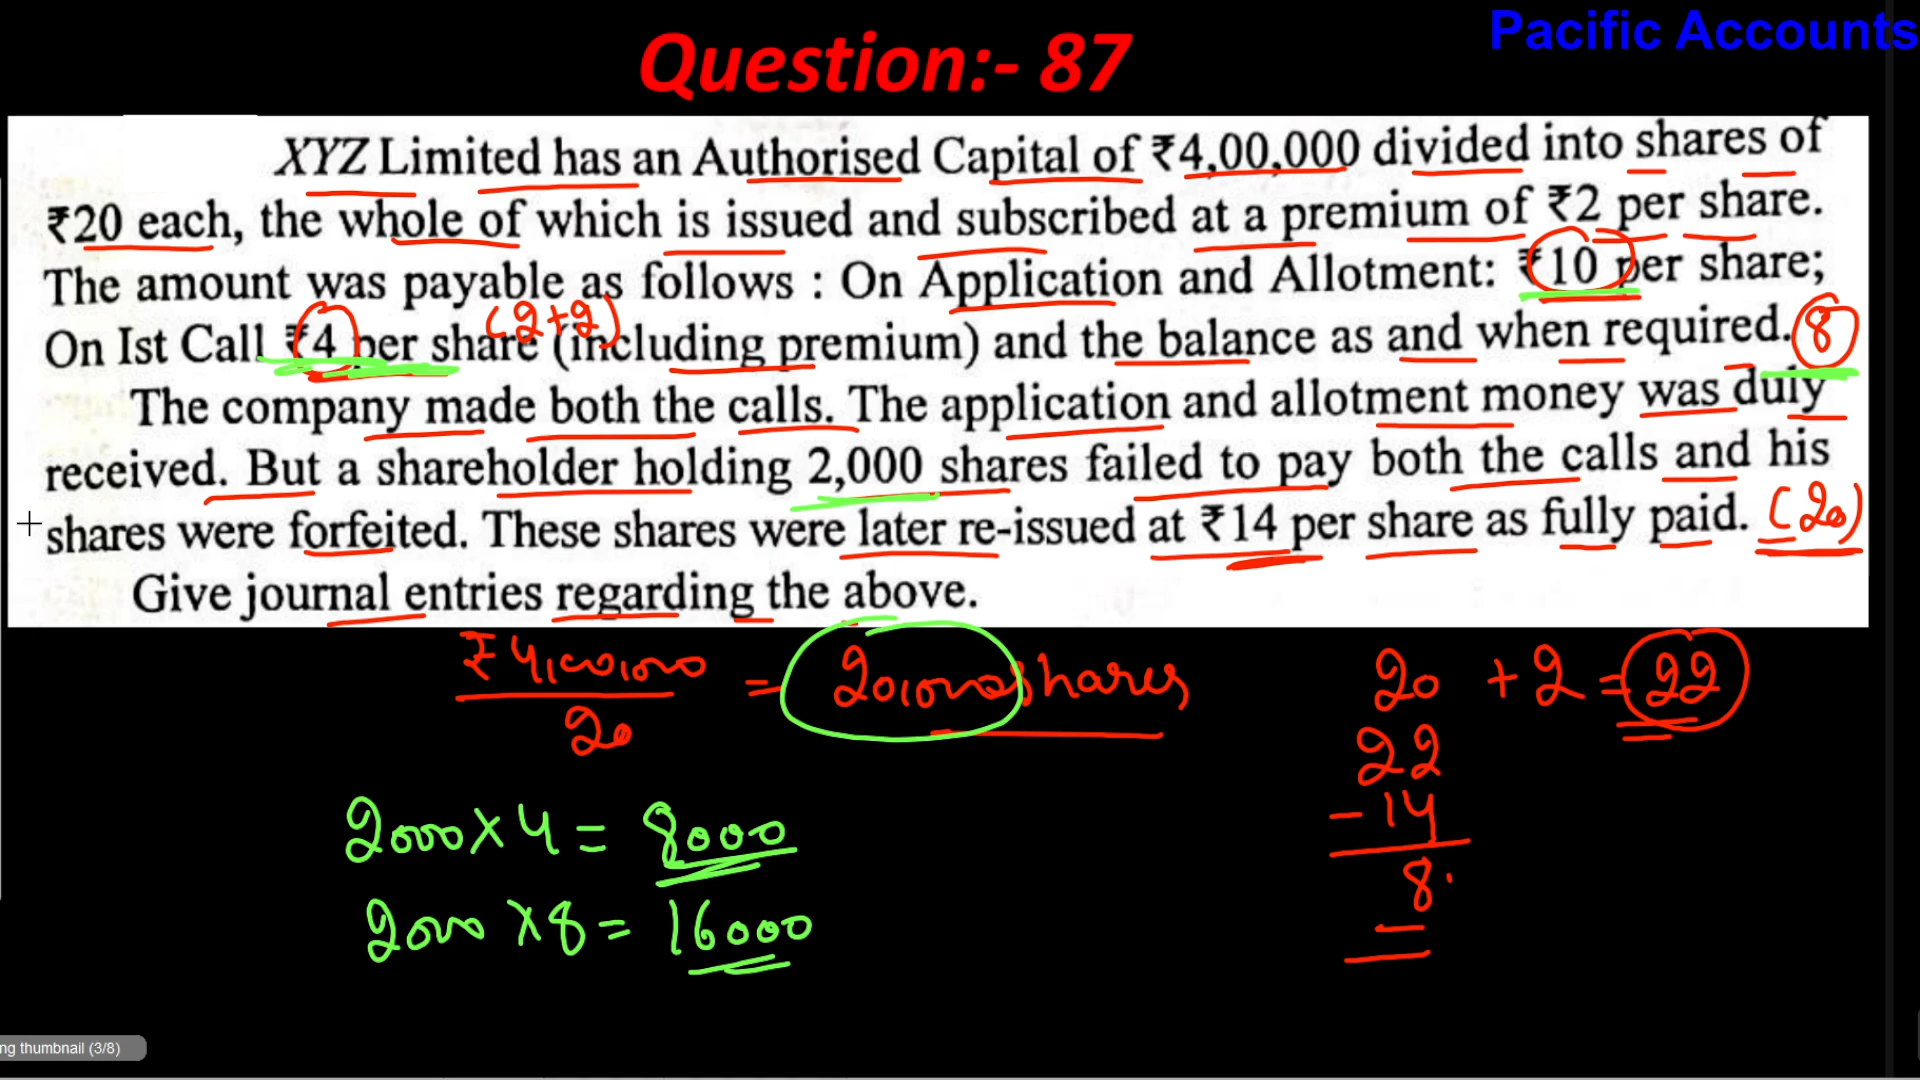 Pacific Accounts
Question:- 87
XYZ Limited has an Authorised Capital of ₹4,00,000 divided into shares of
₹20 each, the whole of which is issued and subscribed at a premium of ₹2 per share.
The amount was payable as follows : On Application and Allotment: ₹10 per share;
(2+2)
On Ist Call ₹4 per share (including premium) and the balance as and when required. 8
The company made both the calls. The application and allotment money was duly
received. But a shareholder holding 2,000 shares failed to pay both the calls and his
shares were forfeited. These shares were later re-issued at ₹14 per share as fully paid. (20)
Give journal entries regarding the above.
₹4,00,000 / 20 = 20,000 shares
20 + 2 = 22
22
- 14
8
2000 × 4 = 8000
2000 × 8 = 16000
ng thumbnail (3/8)